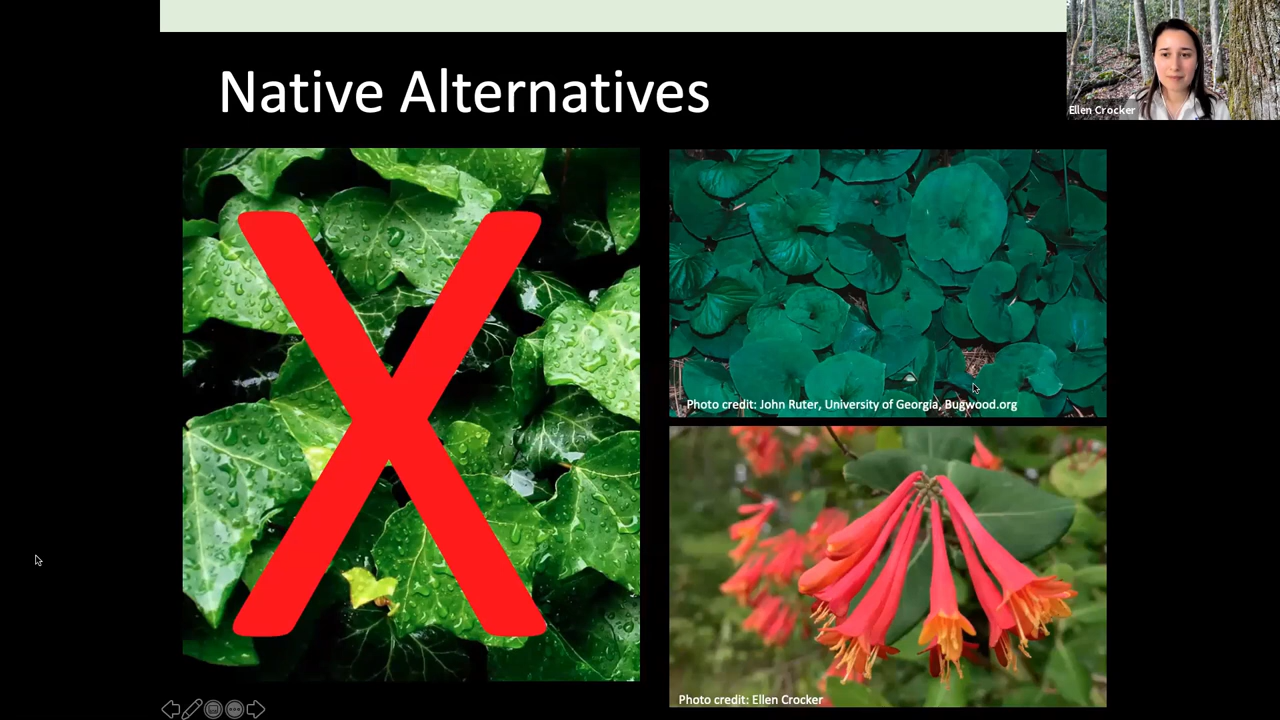 Native Alternatives
Ellen Crocker
Photo credit: John Ruter, University of Georgia, Bugwood.org
Photo credit: Ellen Crocker